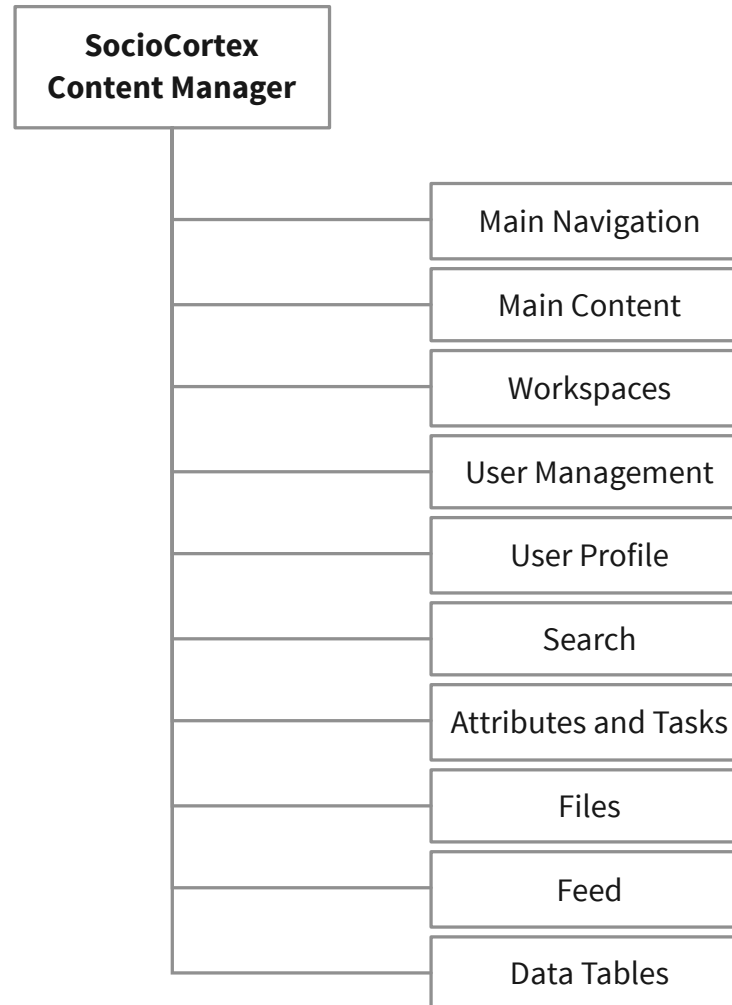 SocioCortex
Content Manager
Main Navigation
Main Content
Workspaces
User Management
User Profile
Search
Attributes and Tasks
Files
Feed
Data Tables